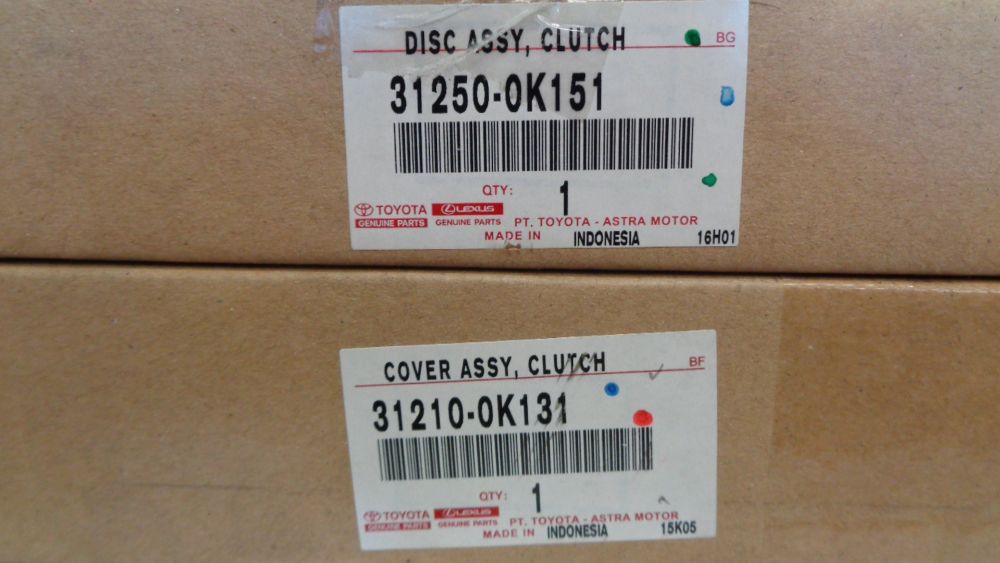 DISC ASSY, CLUTCH BG
31250-0K151
QTY: 1
TOYOTA LEXUS
GENUINE PARTS GENUINE PARTS PT. TOYOTA - ASTRA MOTOR
MADE IN INDONESIA 16H01
COVER ASSY, CLUTCH BF
31210-0K131
QTY: 1
TOYOTA LEXUS
GENUINE PARTS GENUINE PARTS PT. TOYOTA - ASTRA MOTOR
MADE IN INDONESIA 15K05